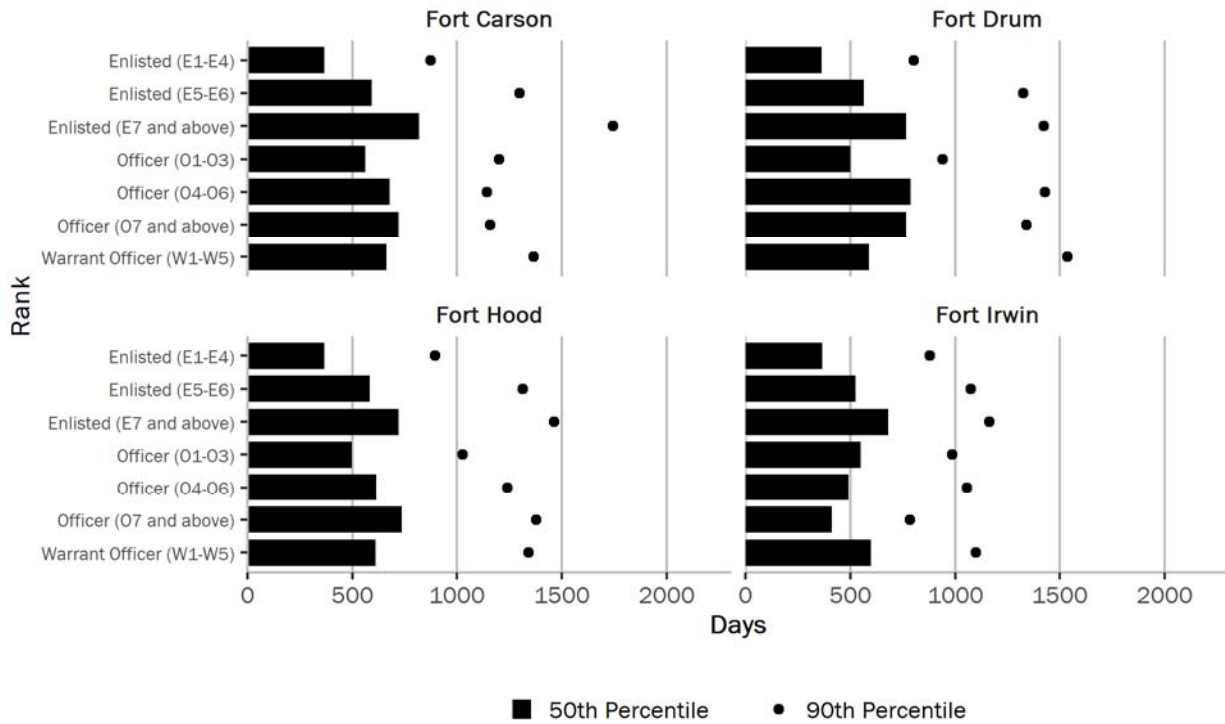 Fort Carson
Fort Drum
Enlisted (E1-E4)
Enlisted (E5-E6)
Enlisted (E7 and above)
Officer (O1-O3)
Officer (O4-O6)
Officer (O7 and above)
Warrant Officer (W1-W5)
Rank
Fort Hood
Fort Irwin
Enlisted (E1-E4)
Enlisted (E5-E6)
Enlisted (E7 and above)
Officer (O1-O3)
Officer (O4-O6)
Officer (O7 and above)
Warrant Officer (W1-W5)
0 500 1000 1500 2000
0 500 1000 1500 2000
Days
50th Percentile
90th Percentile